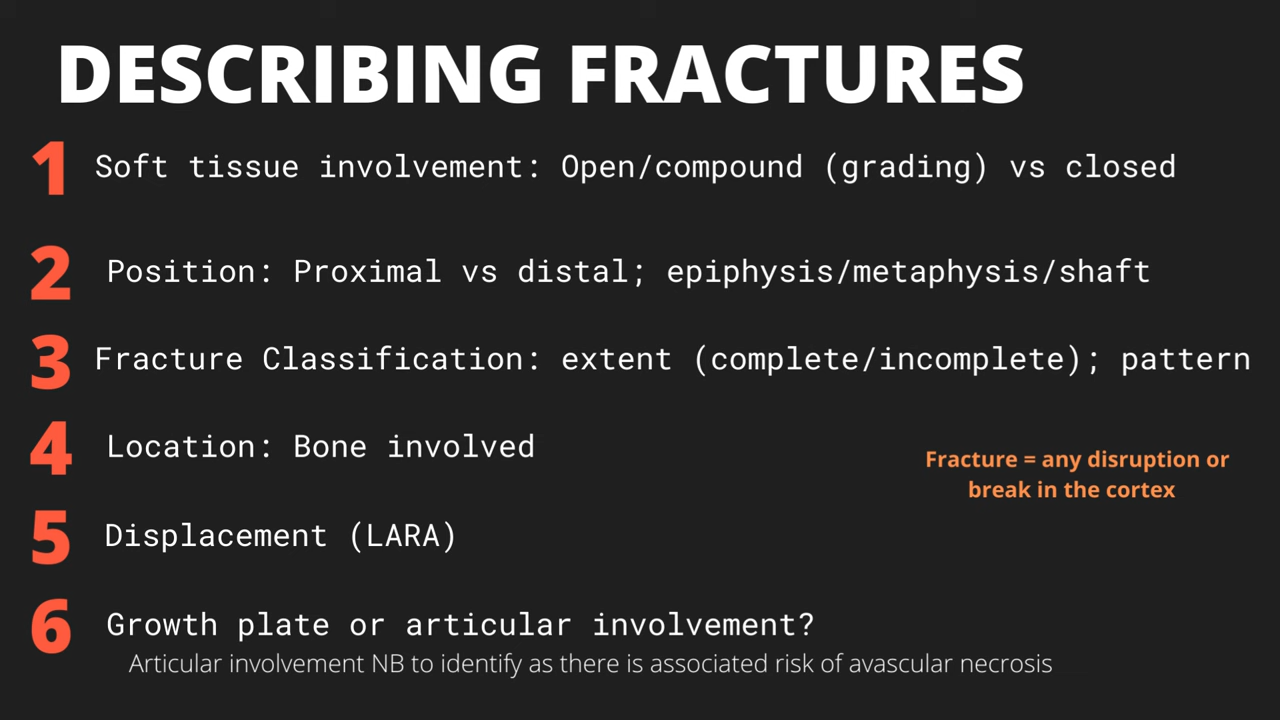 DESCRIBING FRACTURES
1 Soft tissue involvement: Open/compound (grading) vs closed
2 Position: Proximal vs distal; epiphysis/metaphysis/shaft
3 Fracture Classification: extent (complete/incomplete); pattern
4 Location: Bone involved
Fracture = any disruption or
break in the cortex
5 Displacement (LARA)
6 Growth plate or articular involvement?
Articular involvement NB to identify as there is associated risk of avascular necrosis